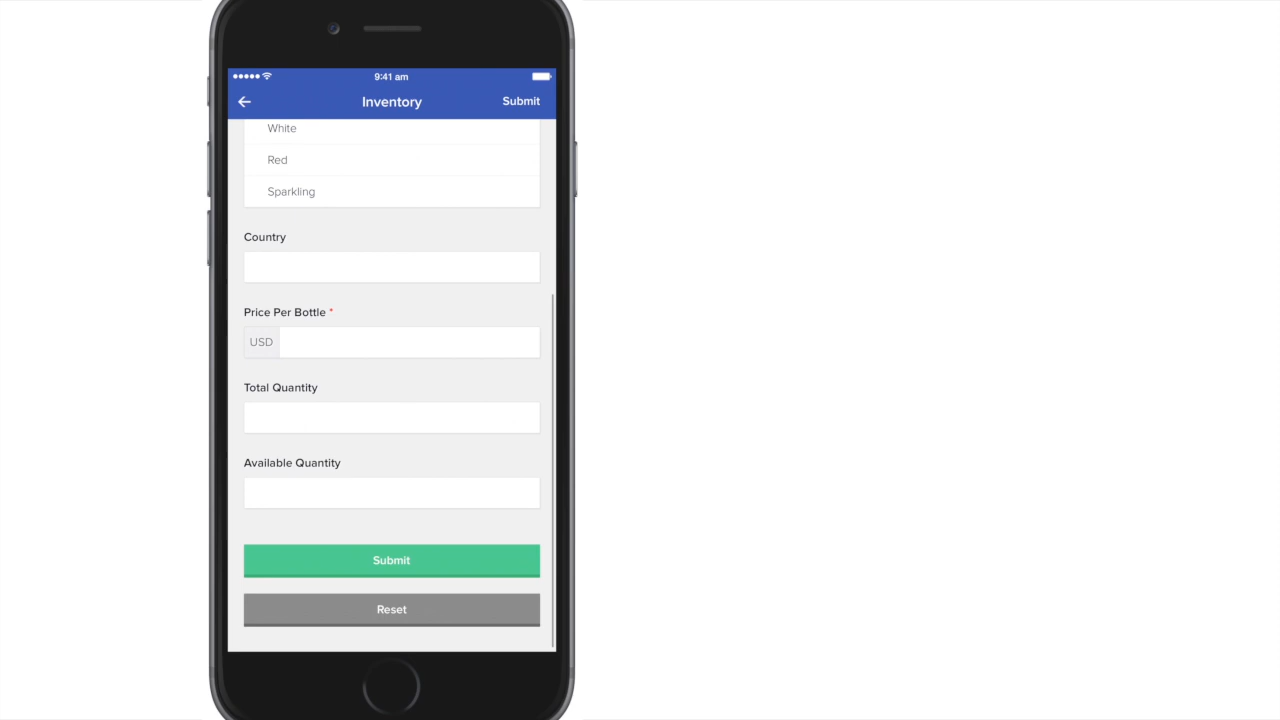 9:41 am
Inventory
Submit
White
Red
Sparkling
Country
Price Per Bottle *
USD
Total Quantity
Available Quantity
Submit
Reset